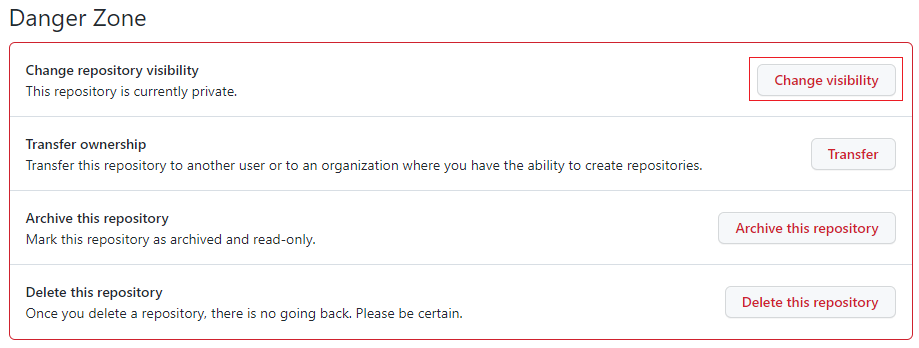 Danger Zone
Change repository visibility
This repository is currently private.
Change visibility
Transfer ownership
Transfer this repository to another user or to an organization where you have the ability to create repositories.
Transfer
Archive this repository
Mark this repository as archived and read-only.
Archive this repository
Delete this repository
Once you delete a repository, there is no going back. Please be certain.
Delete this repository